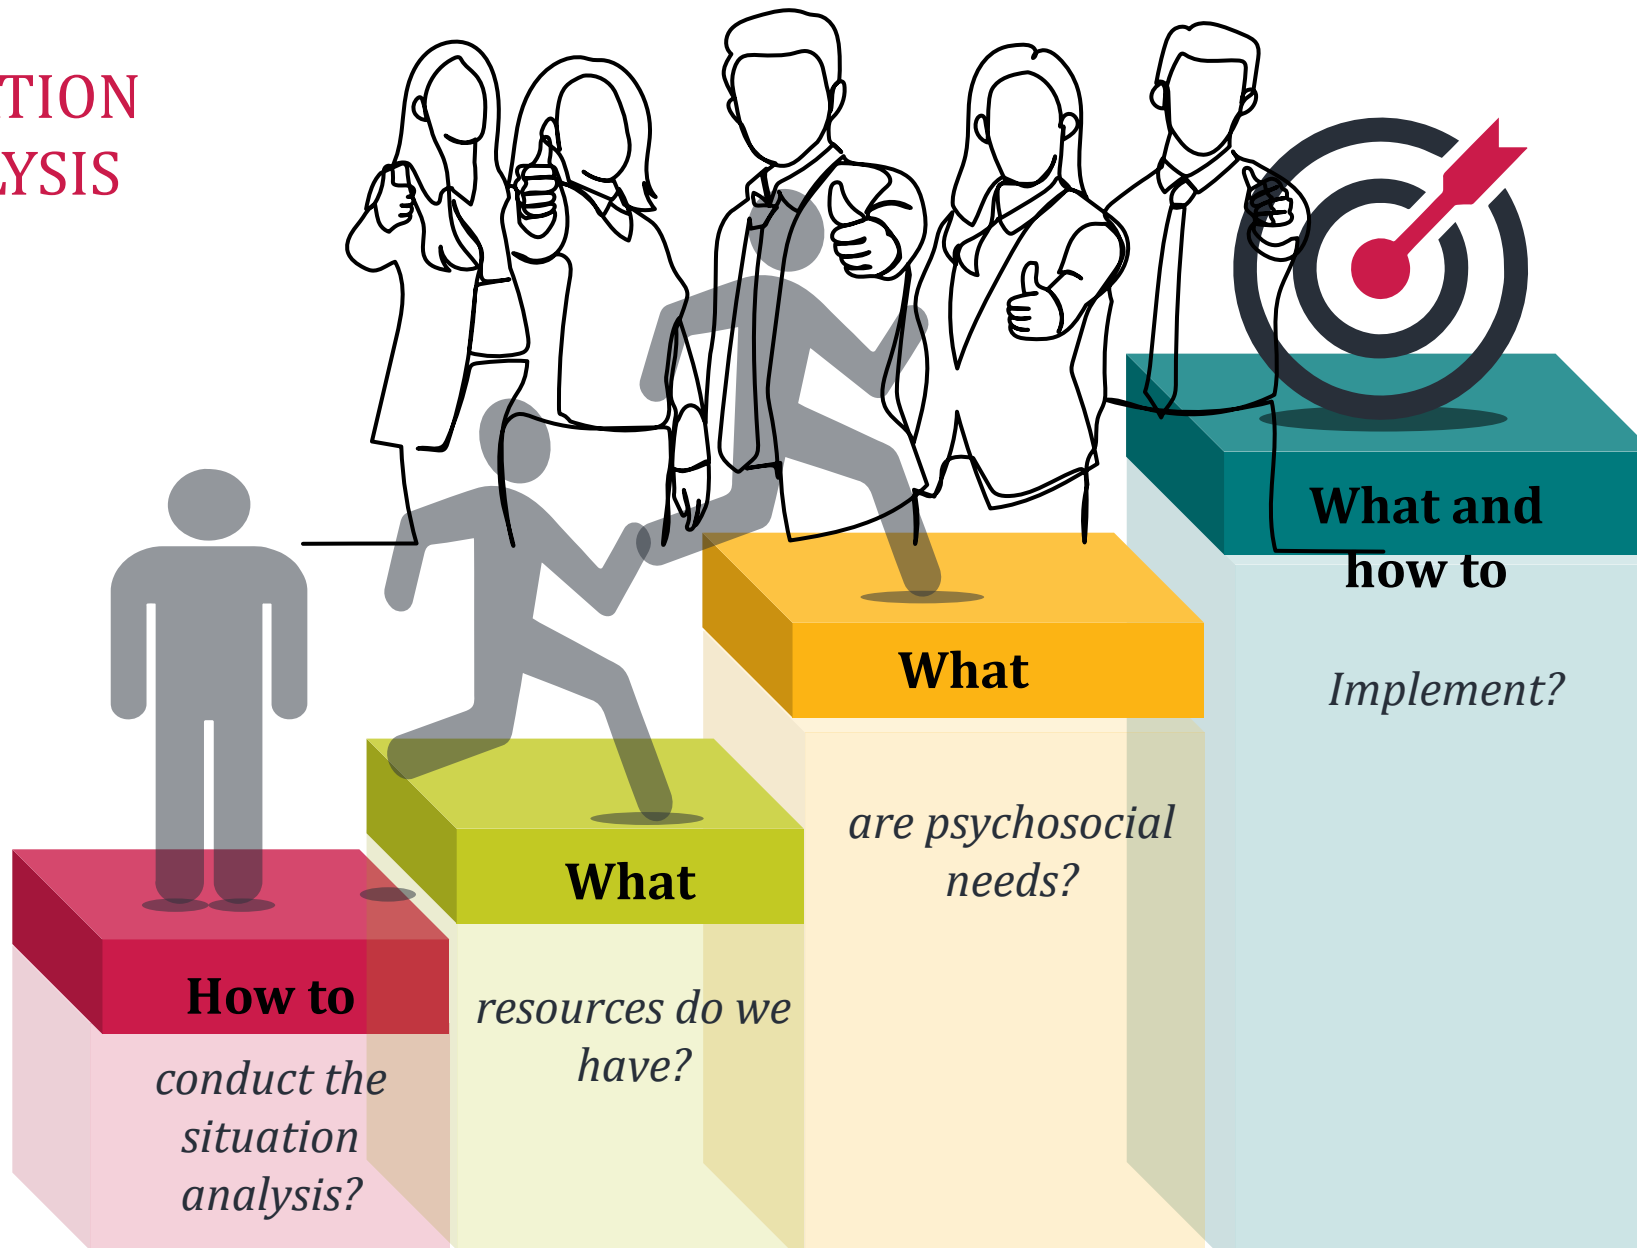 TION
LYSIS
How to
conduct the
situation
analysis?
What
resources do we
have?
What
are psychosocial
needs?
What and
how to
Implement?